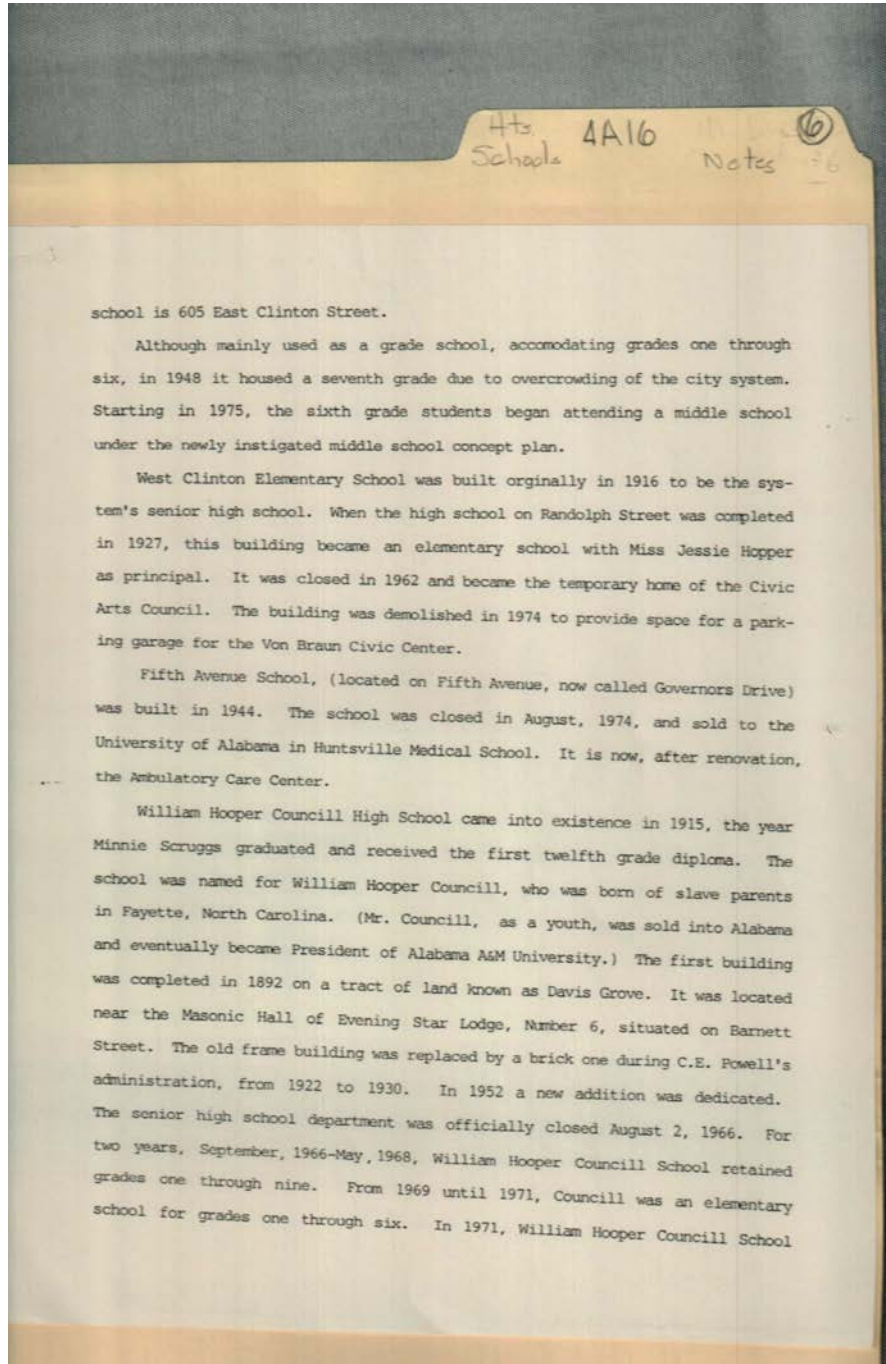 Hts. 4A16 6
Schools Notes
school is 605 East Clinton Street.
Although mainly used as a grade school, accomodating grades one through
six, in 1948 it housed a seventh grade due to overcrowding of the city system.
Starting in 1975, the sixth grade students began attending a middle school
under the newly instigated middle school concept plan.
West Clinton Elementary School was built orginally in 1916 to be the sys-
tem's senior high school. When the high school on Randolph Street was completed
in 1927, this building became an elementary school with Miss Jessie Hopper
as principal. It was closed in 1962 and became the temporary home of the Civic
Arts Council. The building was demolished in 1974 to provide space for a park-
ing garage for the Von Braun Civic Center.
Fifth Avenue School, (located on Fifth Avenue, now called Governors Drive)
was built in 1944. The school was closed in August, 1974, and sold to the
University of Alabama in Huntsville Medical School. It is now, after renovation,
the Ambulatory Care Center.
William Hooper Councill High School came into existence in 1915, the year
Minnie Scruggs graduated and received the first twelfth grade diploma. The
school was named for William Hooper Councill, who was born of slave parents
in Fayette, North Carolina. (Mr. Councill, as a youth, was sold into Alabama
and eventually became President of Alabama A&M University.) The first building
was completed in 1892 on a tract of land known as Davis Grove. It was located
near the Masonic Hall of Evening Star Lodge, Number 6, situated on Barnett
Street. The old frame building was replaced by a brick one during C.E. Powell's
administration, from 1922 to 1930. In 1952 a new addition was dedicated.
The senior high school department was officially closed August 2, 1966. For
two years, September, 1966-May, 1968, William Hooper Councill School retained
grades one through nine. From 1969 until 1971, Councill was an elementary
school for grades one through six. In 1971, William Hooper Councill School